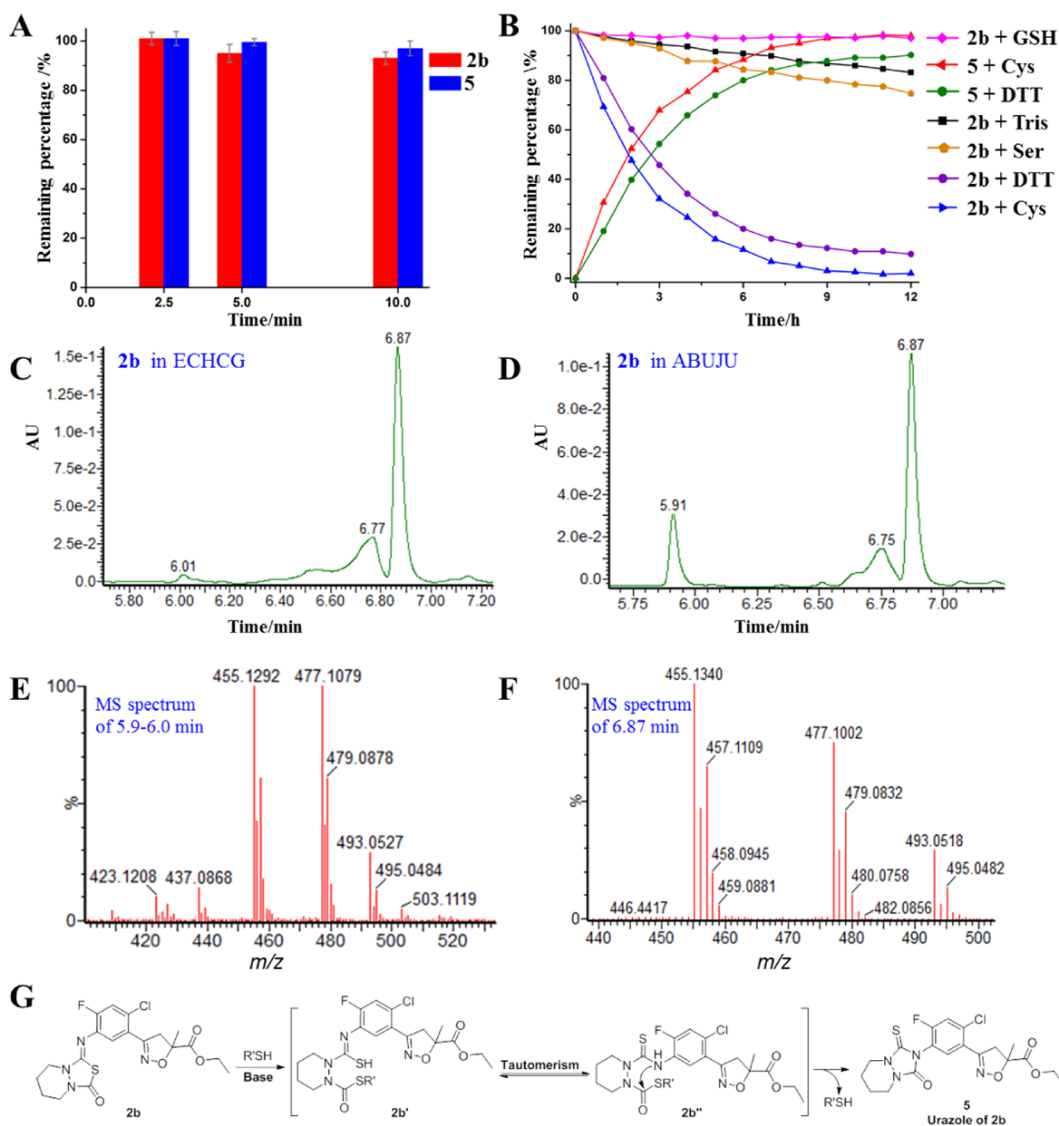 A
Remaining percentage /%
100
80
60
40
20
0
0.0
2.5
5.0
10.0
Time/min
2b
5
B
Remaining percentage \%
100
80
60
40
20
0
0
3
6
9
12
Time/h
2b + GSH
5 + Cys
5 + DTT
2b + Tris
2b + Ser
2b + DTT
2b + Cys
C
2b in ECHCG
AU
1.5e-1
1.25e-1
1.0e-1
7.5e-2
5.0e-2
2.5e-2
0.0
6.01
6.77
6.87
5.80 6.00 6.20 6.40 6.60 6.80 7.00 7.20
Time/min
D
2b in ABUJU
AU
1.0e-1
8.0e-2
6.0e-2
4.0e-2
2.0e-2
0.0
5.91
6.75
6.87
5.75 6.00 6.25 6.50 6.75 7.00
Time/min
E
MS spectrum
of 5.9-6.0 min
100
%
0
455.1292
477.1079
479.0878
493.0527
495.0484
423.1208
437.0868
503.1119
420 440 460 480 500 520
m/z
F
MS spectrum
of 6.87 min
100
%
0
455.1340
477.1002
457.1109
479.0832
493.0518
458.0945
480.0758
495.0482
459.0881
446.4417
482.0856
440 450 460 470 480 490 500
m/z
G
F
Cl
N
S
N
N
O
N
O
O
O
2b
R'SH
Base
F
Cl
N
N
SH
N
SR'
O
N
O
O
O
2b'
Tautomerism
S
F
Cl
H
N
N
N
SR'
O
N
O
O
O
2b''
R'SH
S
F
Cl
N
N
N
O
N
O
O
O
5
Urazole of 2b